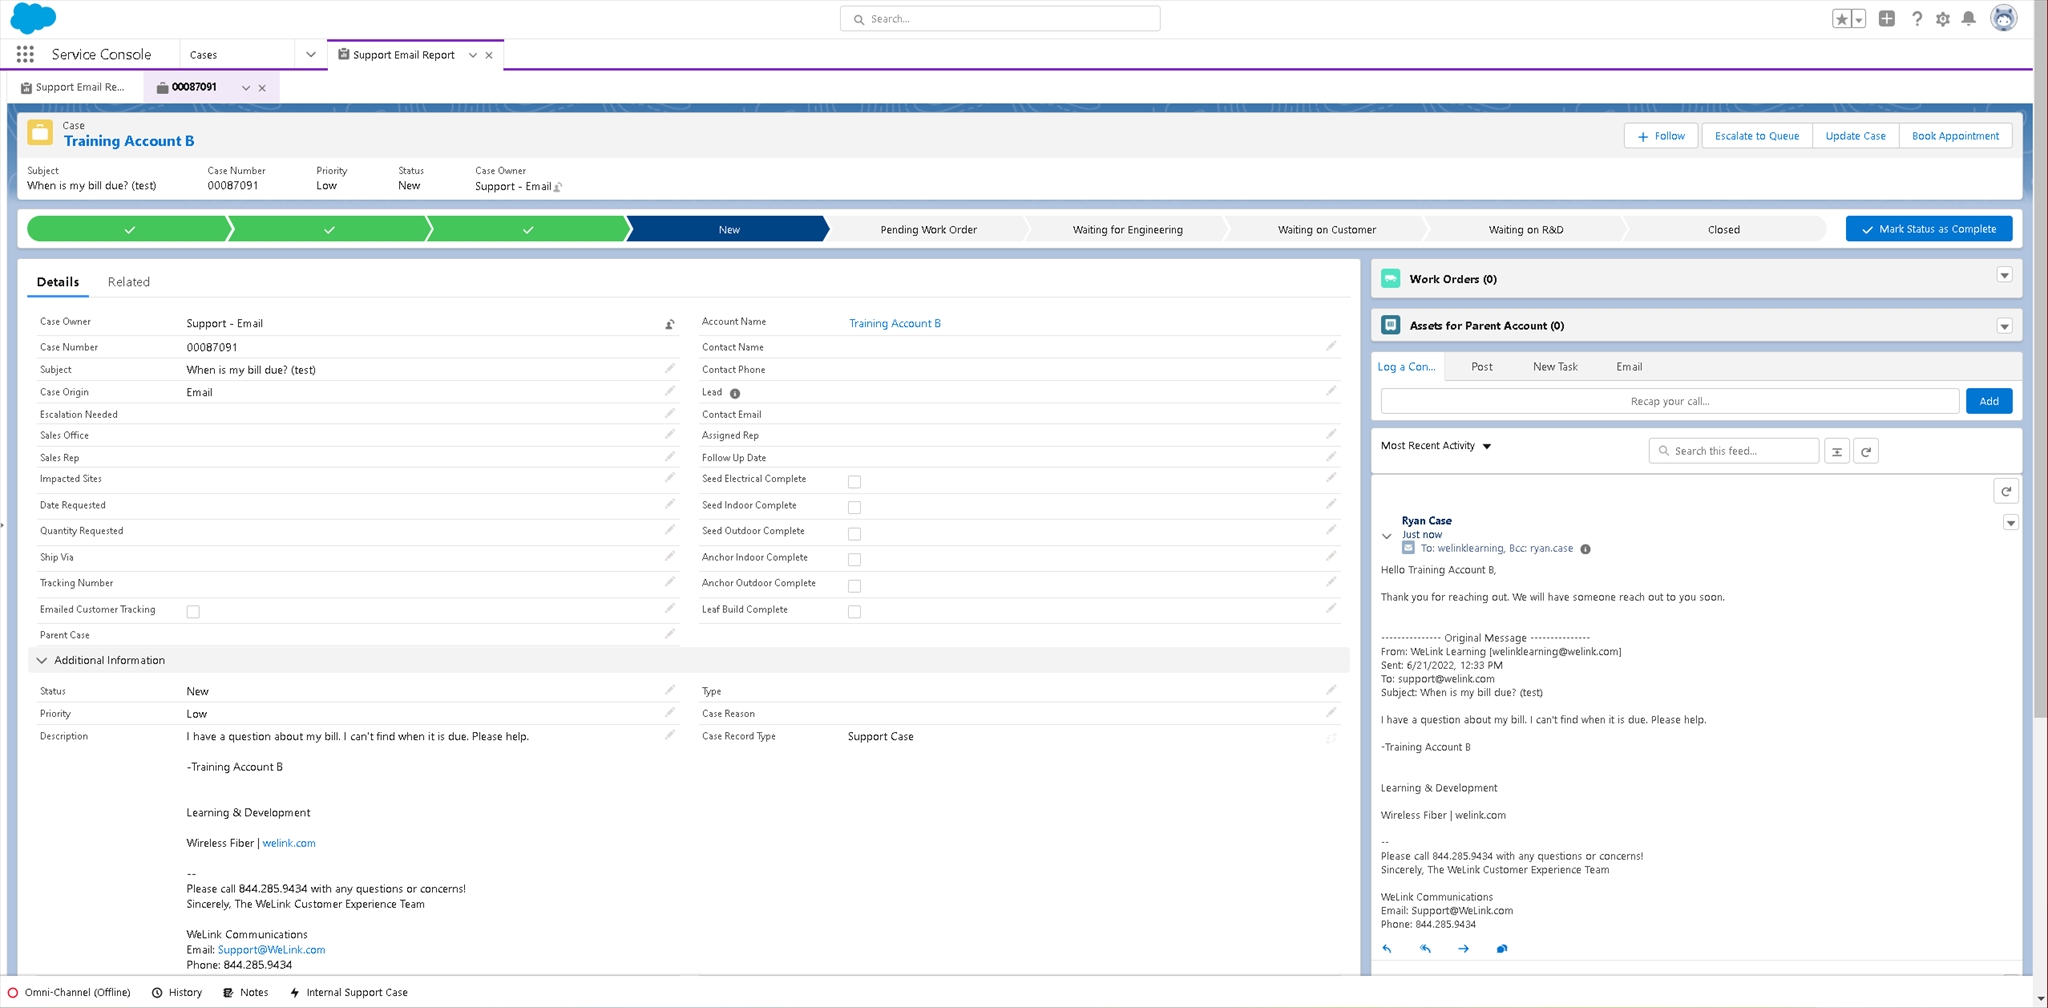 Search...
Service Console
Cases
Support Email Report
Support Email Re...
00087091
Case
Training Account B
Follow
Escalate to Queue
Update Case
Book Appointment
Subject
Case Number
Priority
Status
Case Owner
When is my bill due? (test)
00087091
Low
New
Support - Email
New
Pending Work Order
Waiting for Engineering
Waiting on Customer
Waiting on R&D
Closed
Mark Status as Complete
Details
Related
Case Owner
Support - Email
Account Name
Training Account B
Case Number
00087091
Contact Name
Subject
When is my bill due? (test)
Contact Phone
Case Origin
Email
Lead
Escalation Needed
Contact Email
Sales Office
Assigned Rep
Sales Rep
Follow Up Date
Impacted Sites
Seed Electrical Complete
Date Requested
Seed Indoor Complete
Quantity Requested
Seed Outdoor Complete
Ship Via
Anchor Indoor Complete
Tracking Number
Anchor Outdoor Complete
Emailed Customer Tracking
Leaf Build Complete
Parent Case
Additional Information
Status
New
Type
Priority
Low
Case Reason
Description
I have a question about my bill. I can't find when it is due. Please help.
Case Record Type
Support Case
-Training Account B
Learning & Development
Wireless Fiber | welink.com
--
Please call 844.285.9434 with any questions or concerns!
Sincerely, The WeLink Customer Experience Team
WeLink Communications
Email: Support@WeLink.com
Phone: 844.285.9434
Work Orders (0)
Assets for Parent Account (0)
Log a Con...
Post
New Task
Email
Recap your call...
Add
Most Recent Activity
Search this feed...
Ryan Case
Just now
To: welinklearning, Bcc: ryan.case
Hello Training Account B,
Thank you for reaching out. We will have someone reach out to you soon.
--------------- Original Message ---------------
From: WeLink Learning [welinklearning@welink.com]
Sent: 6/21/2022, 12:33 PM
To: support@welink.com
Subject: When is my bill due? (test)
I have a question about my bill. I can't find when it is due. Please help.
-Training Account B
Learning & Development
Wireless Fiber | welink.com
--
Please call 844.285.9434 with any questions or concerns!
Sincerely, The WeLink Customer Experience Team
WeLink Communications
Email: Support@WeLink.com
Phone: 844.285.9434
Omni-Channel (Offline)
History
Notes
Internal Support Case